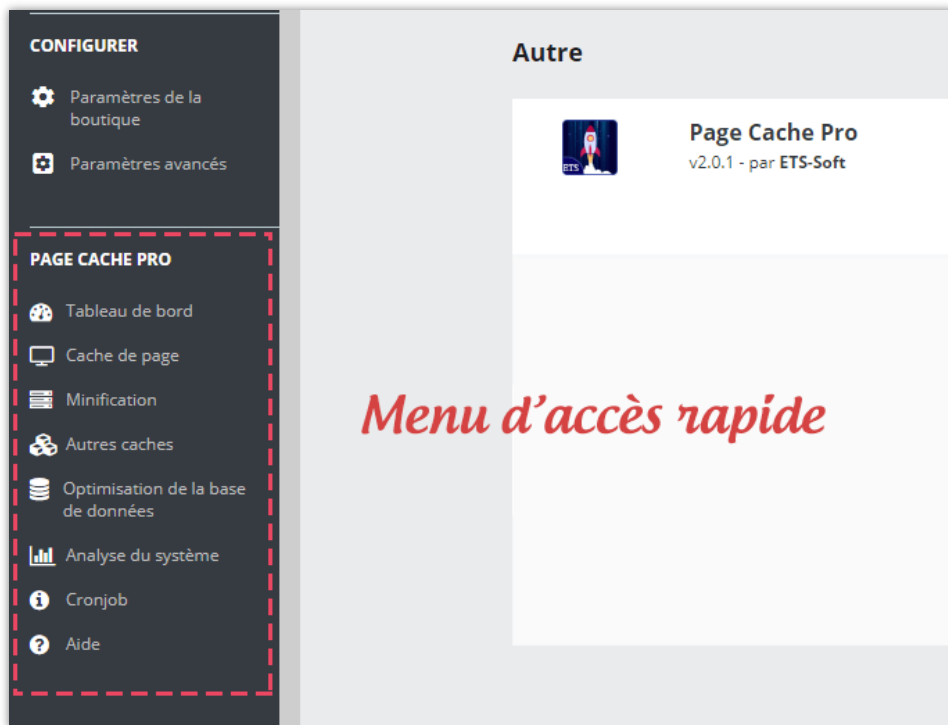 CONFIGURER
Paramètres de la
boutique
Paramètres avancés
PAGE CACHE PRO
Tableau de bord
Cache de page
Minification
Autres caches
Optimisation de la base
de données
Analyse du système
Cronjob
Aide
Autre
ETS
Page Cache Pro
v2.0.1 - par ETS-Soft
Menu d’accès rapide